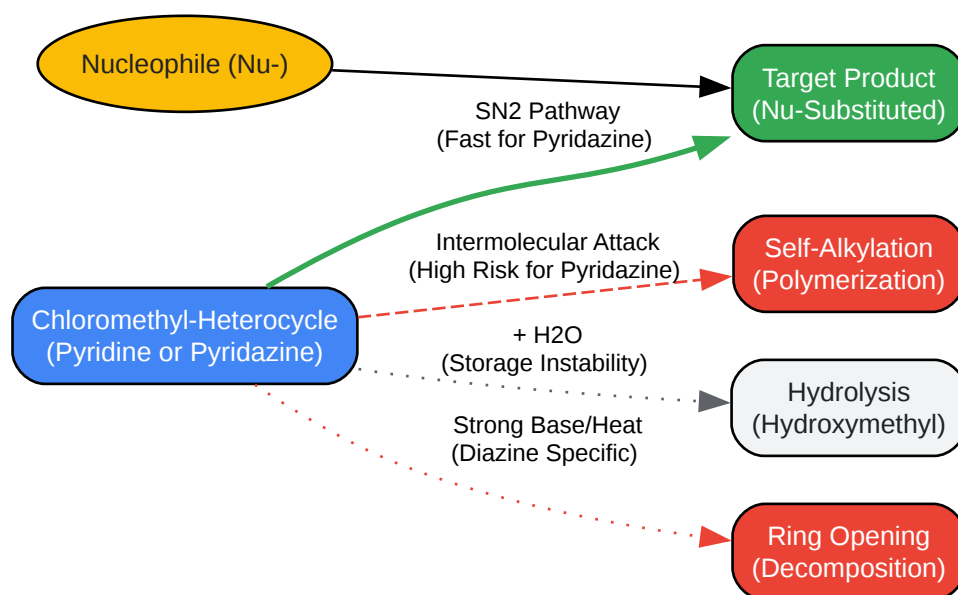 Nucleophile (Nu-)
Target Product
(Nu-Substituted)
SN2 Pathway
(Fast for Pyridazine)
Intermolecular Attack
(High Risk for Pyridazine)
Self-Alkylation
(Polymerization)
Chloromethyl-Heterocycle
(Pyridine or Pyridazine)
+ H2O
(Storage Instability)
Hydrolysis
(Hydroxymethyl)
Strong Base/Heat
(Diazine Specific)
Ring Opening
(Decomposition)